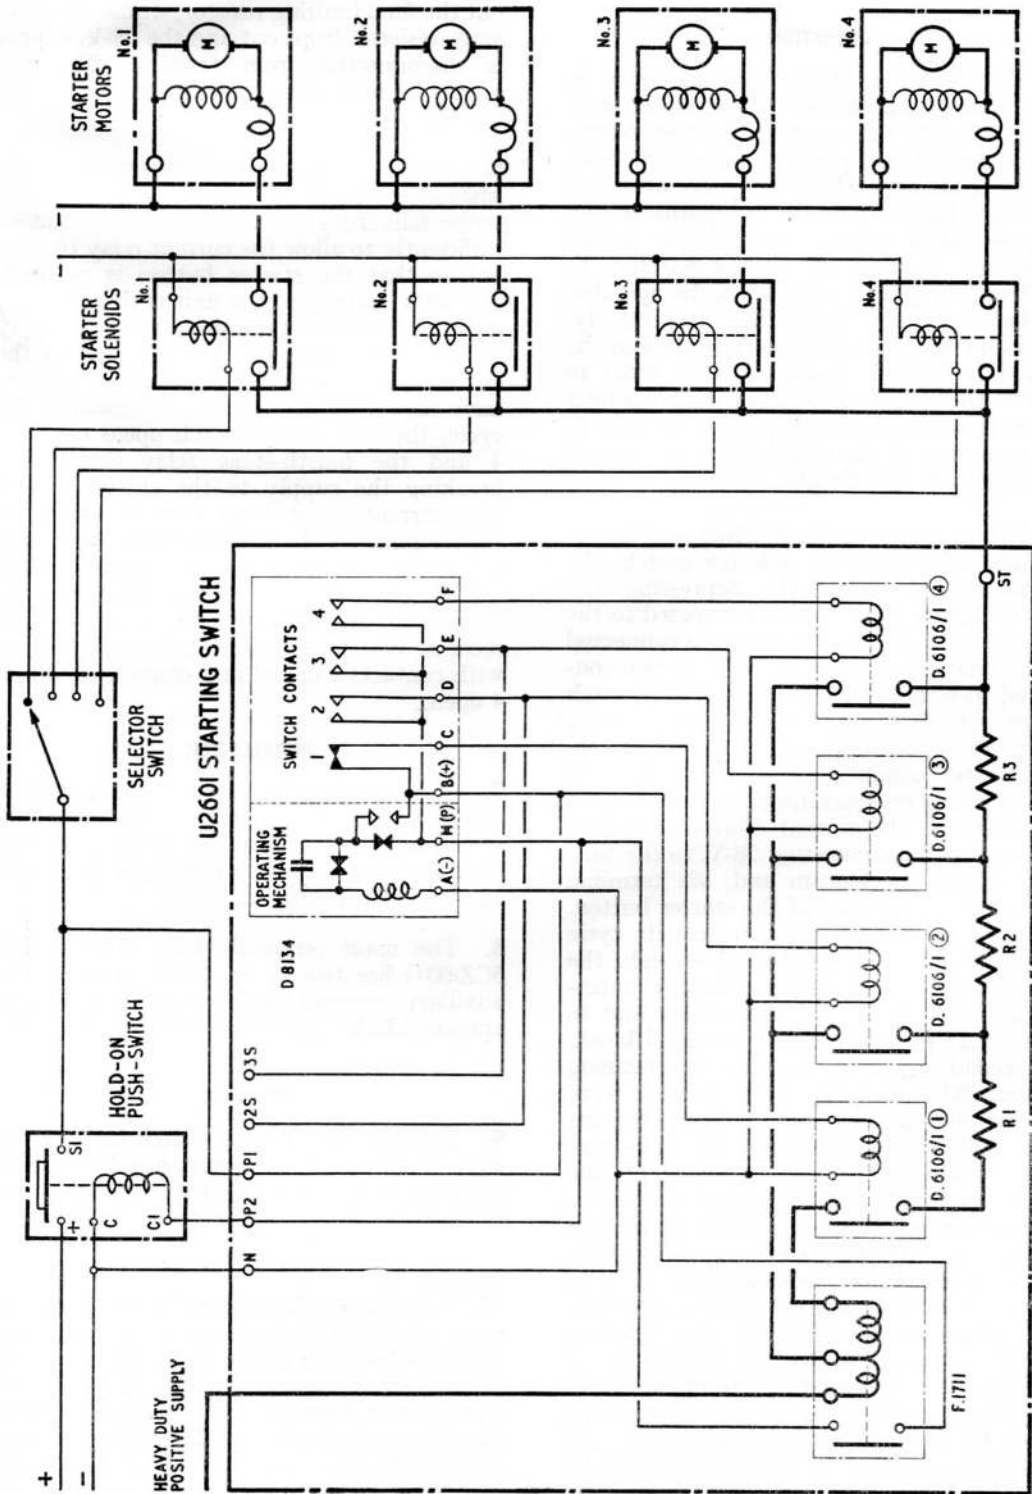 STARTER
MOTORS
No.1
M
No.2
M
No.3
M
No.4
M
STARTER
SOLENOIDS
No.1
No.2
No.3
No.4
SELECTOR
SWITCH
U2601 STARTING SWITCH
D 8134
OPERATING
MECHANISM
SWITCH CONTACTS
1
2
3
4
A(-)
M(P)
B(+)
C
D
E
F
HOLD-ON
PUSH-SWITCH
+
S1
C
C1
+
-
HEAVY DUTY
POSITIVE SUPPLY
N
P2
P1
2S
3S
F.1711
D.6106/1 1
D.6106/1 2
D.6106/1 3
D.6106/1 4
R1
R2
R3
ST